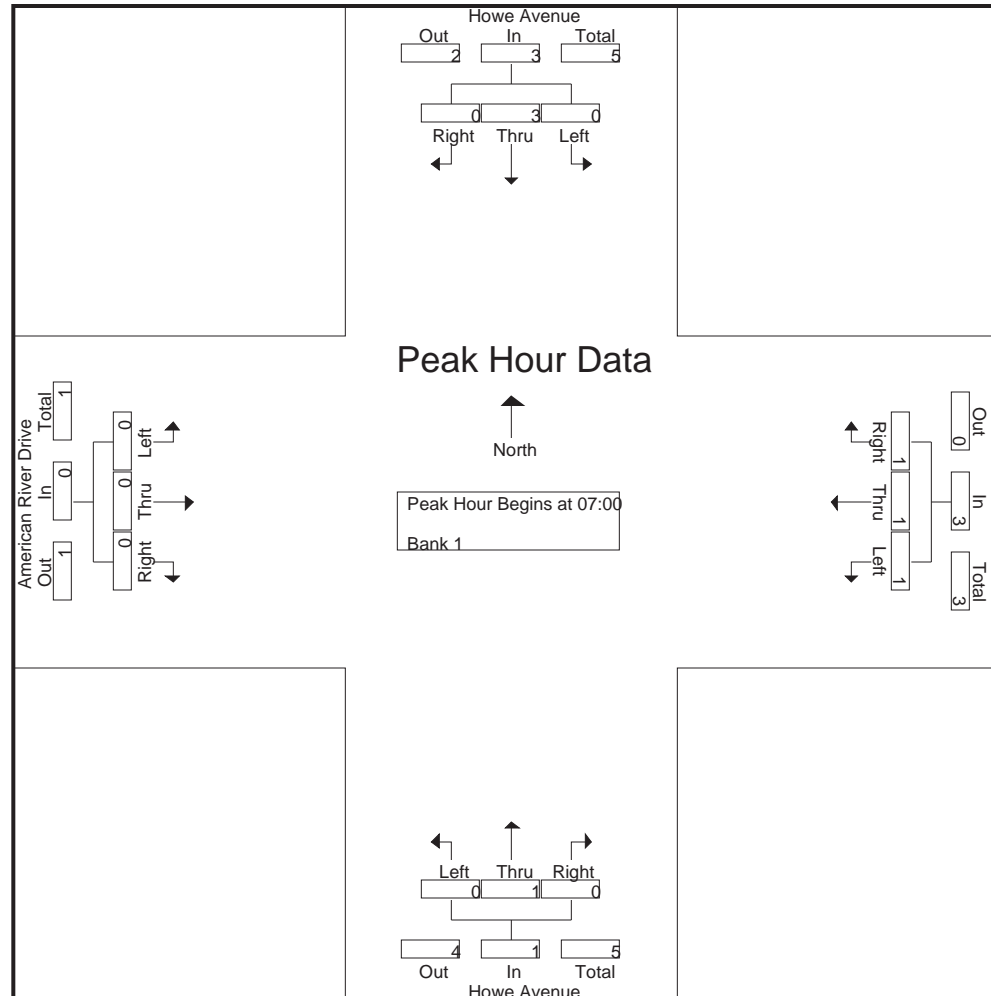 Howe Avenue
Out In Total
2 3 5
0 3 0
Right Thru Left
Peak Hour Data
North
Peak Hour Begins at 07:00
Bank 1
American River Drive
Out In Total
1 0 1
0 0 0
Left Thru Right
Out In Total
0 3 3
1 1 1
Right Thru Left
Left Thru Right
0 1 0
4 1 5
Out In Total
Howe Avenue